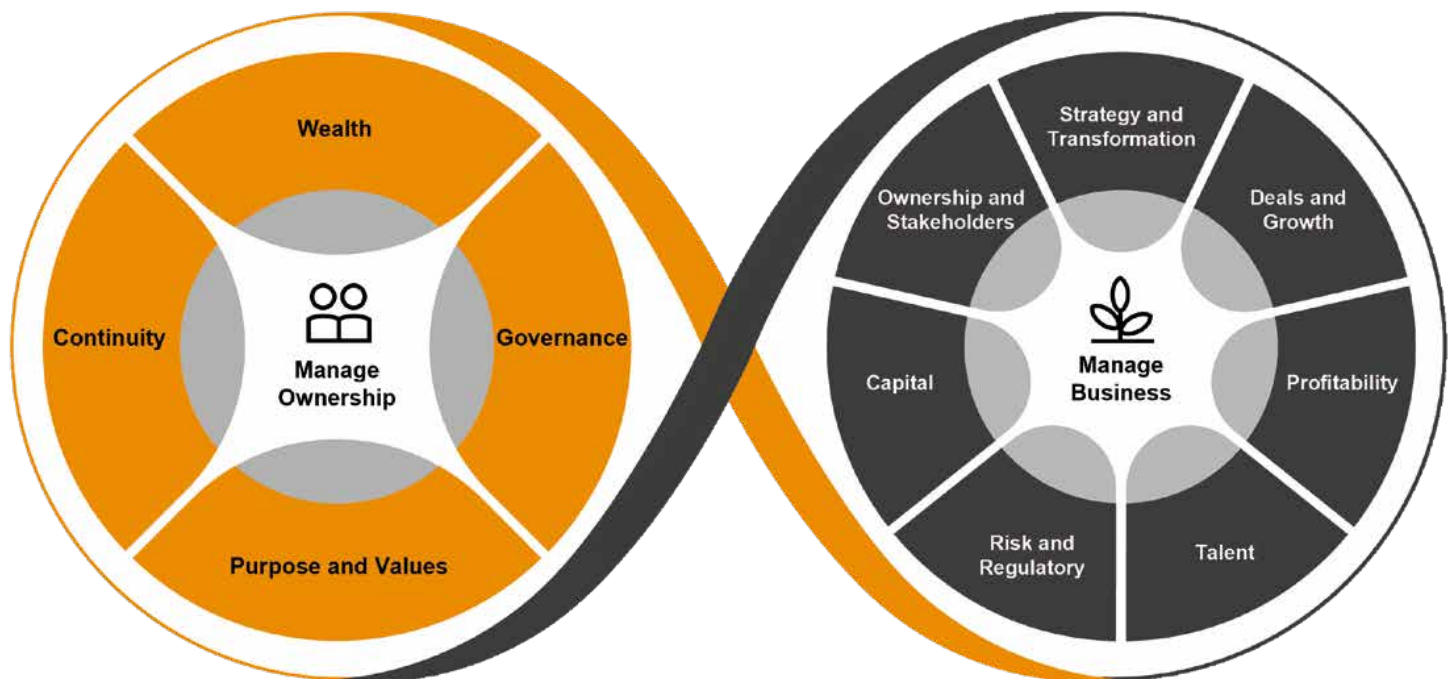 Wealth
Continuity
Manage
Ownership
Governance
Purpose and Values
Strategy and
Transformation
Ownership and
Stakeholders
Deals and
Growth
Capital
Manage
Business
Profitability
Risk and
Regulatory
Talent